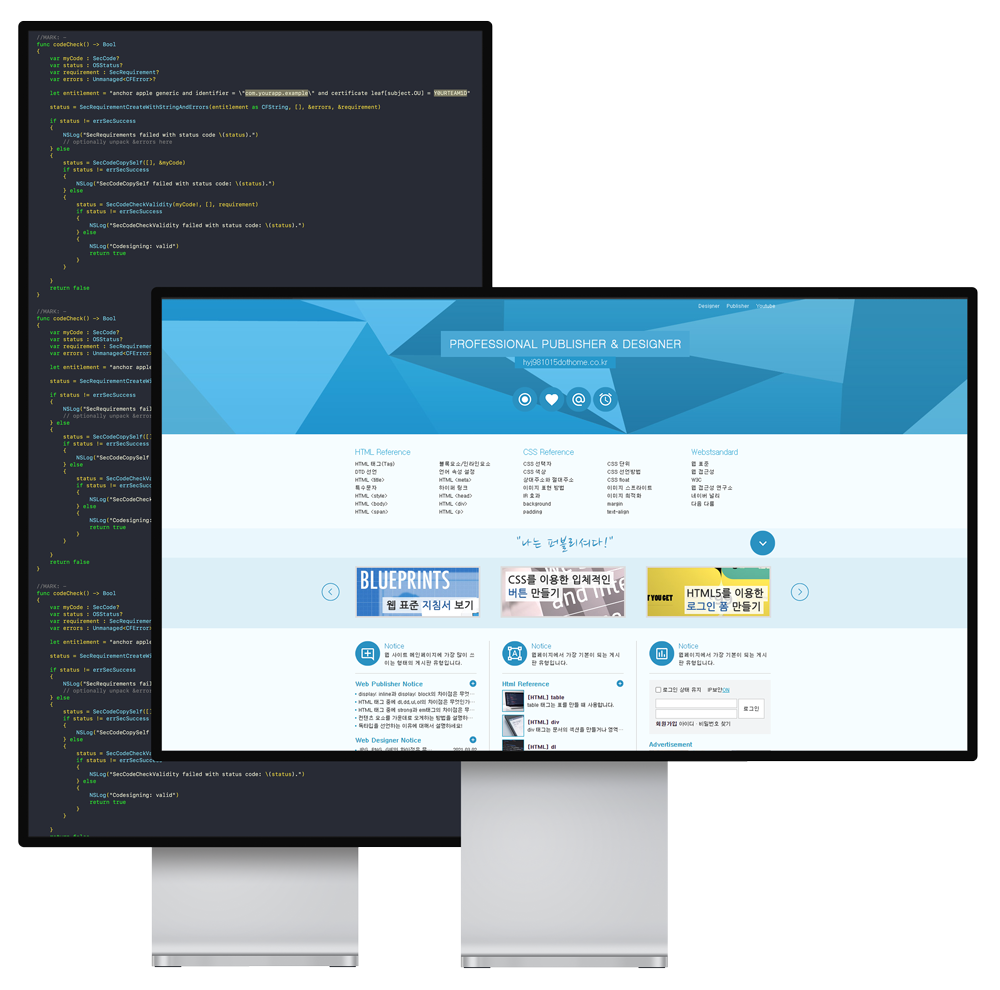 //MARK: -
func codeCheck() -> Bool
{
var myCode : SecCode?
var status : OSStatus?
var requirement : SecRequirement?
var errors : Unmanaged<CFError>?
let entitlement = "anchor apple generic and identifier = \"com.yourapp.example\" and certificate leaf[subject.OU] = YOURTEAMID"
status = SecRequirementCreateWithStringAndErrors(entitlement as CFString, [], &errors, &requirement)
if status != errSecSuccess
{
NSLog("SecRequirements failed with status code \(status).")
// optionally unpack &errors here
} else
{
status = SecCodeCopySelf([], &myCode)
if status != errSecSuccess
{
NSLog("SecCodeCopySelf failed with status code: \(status).")
} else
{
status = SecCodeCheckValidity(myCode!, [], requirement)
if status != errSecSuccess
{
NSLog("SecCodeCheckValidity failed with status code: \(status).")
} else
{
NSLog("Codesigning: valid")
return true
}
}
}
return false
}
//MARK: -
func codeCheck() -> Bool
{
var myCode : SecCode?
var status : OSStatus?
var requirement : SecRequirement
var errors : Unmanaged<CFError>?
let entitlement = "anchor apple
status = SecRequirementCreateWi
if status != errSecSuccess
{
NSLog("SecRequirements fail
// optionally unpack &error
} else
{
status = SecCodeCopySelf([]
if status != errSecSuccess
{
NSLog("SecCodeCopySelf
} else
{
status = SecCodeCheckVa
if status != errSecSucc
{
NSLog("SecCodeCheck
} else
{
NSLog("Codesigning:
return true
}
}
}
return false
}
//MARK: -
func codeCheck() -> Bool
{
var myCode : SecCode?
var status : OSStatus?
var requirement : SecRequirement
var errors : Unmanaged<CFError>?
let entitlement = "anchor apple
status = SecRequirementCreateWi
if status != errSecSuccess
{
NSLog("SecRequirements fail
// optionally unpack &error
} else
{
status = SecCodeCopySelf([]
if status != errSecSuccess
{
NSLog("SecCodeCopySelf
} else
{
status = SecCodeCheckVa
if status != errSecSucc
{
NSLog("SecCodeCheckValidity failed with status code: \(status).")
} else
{
NSLog("Codesigning: valid")
return true
}
}
}
return false
Designer Publisher Youtube
PROFESSIONAL PUBLISHER & DESIGNER
hyj981015dothome.co.kr
HTML Reference
HTML 태그(Tag)
DTD 선언
HTML <title>
특수문자
HTML <style>
HTML <body>
HTML <span>
블록요소/인라인요소
언어 속성 설정
HTML <meta>
하이퍼 링크
HTML <head>
HTML <div>
HTML <p>
CSS Reference
CSS 선택자
CSS 색상
상대주소와 절대주소
이미지 표현 방법
IR 효과
background
padding
CSS 단위
CSS 선언방법
CSS float
이미지 스프라이트
이미지 최적화
margin
text-align
Webstsandard
웹 표준
웹 접근성
W3C
웹 접근성 연구소
네이버 널리
다음 다름
"나는 퍼블리셔다!"
BLUEPRINTS
웹 표준 지침서 보기
CSS를 이용한 입체적인
버튼 만들기
and inte
T YOU GET
HTML5를 이용한
로그인 폼 만들기
Notice
웹 사이트 메인페이지에 가장 많이 쓰
이는 형태의 게시판 유형입니다.
Web Publisher Notice
• display: inline과 display: block의 차이점은 무엇…
• HTML 태그 중에 dl,dd,ul,ol의 차이점은 무엇인가…
• HTML 태그 중에 strong과 em태그의 차이점은 무…
• 컨텐츠 요소를 가운데로 오게하는 방법을 설명하…
• 독타입을 선언하는 이유에 대해서 설명하세요!
Web Designer Notice
Notice
웹페이지에서 가장 기본이 되는 게시
판 유형입니다.
Html Reference
[HTML] table
table 태그는 표를 만들 때 사용됩니다.
[HTML] div
div 태그는 문서의 섹션을 만들거나 영역…
[HTML] dl
Notice
웹페이지에서 가장 기본이 되는 게시
판 유형입니다.
로그인 상태 유지 IP보안ON
로그인
회원가입 아이디 · 비밀번호 찾기
Advertisement